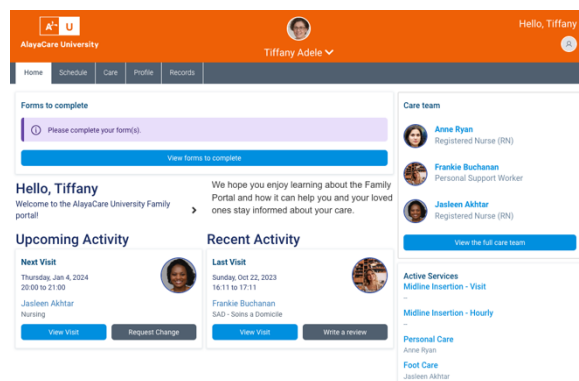 A+ U
AlayaCare University
Hello, Tiffany
Tiffany Adele
Home Schedule Care Profile Records
Forms to complete
Please complete your form(s).
View forms to complete
Hello, Tiffany
Welcome to the AlayaCare University Family
portal!
We hope you enjoy learning about the Family
Portal and how it can help you and your loved
ones stay informed about your care.
Upcoming Activity
Next Visit
Thursday, Jan 4, 2024
20:00 to 21:00
Jasleen Akhtar
Nursing
View Visit
Request Change
Recent Activity
Last Visit
Sunday, Oct 22, 2023
16:11 to 17:11
Frankie Buchanan
SAD - Soins a Domicile
View Visit
Write a review
Care team
Anne Ryan
Registered Nurse (RN)
Frankie Buchanan
Personal Support Worker
Jasleen Akhtar
Registered Nurse (RN)
View the full care team
Active Services
Midline Insertion - Visit
--
Midline Insertion - Hourly
--
Personal Care
Anne Ryan
Foot Care
Jasleen Akhtar